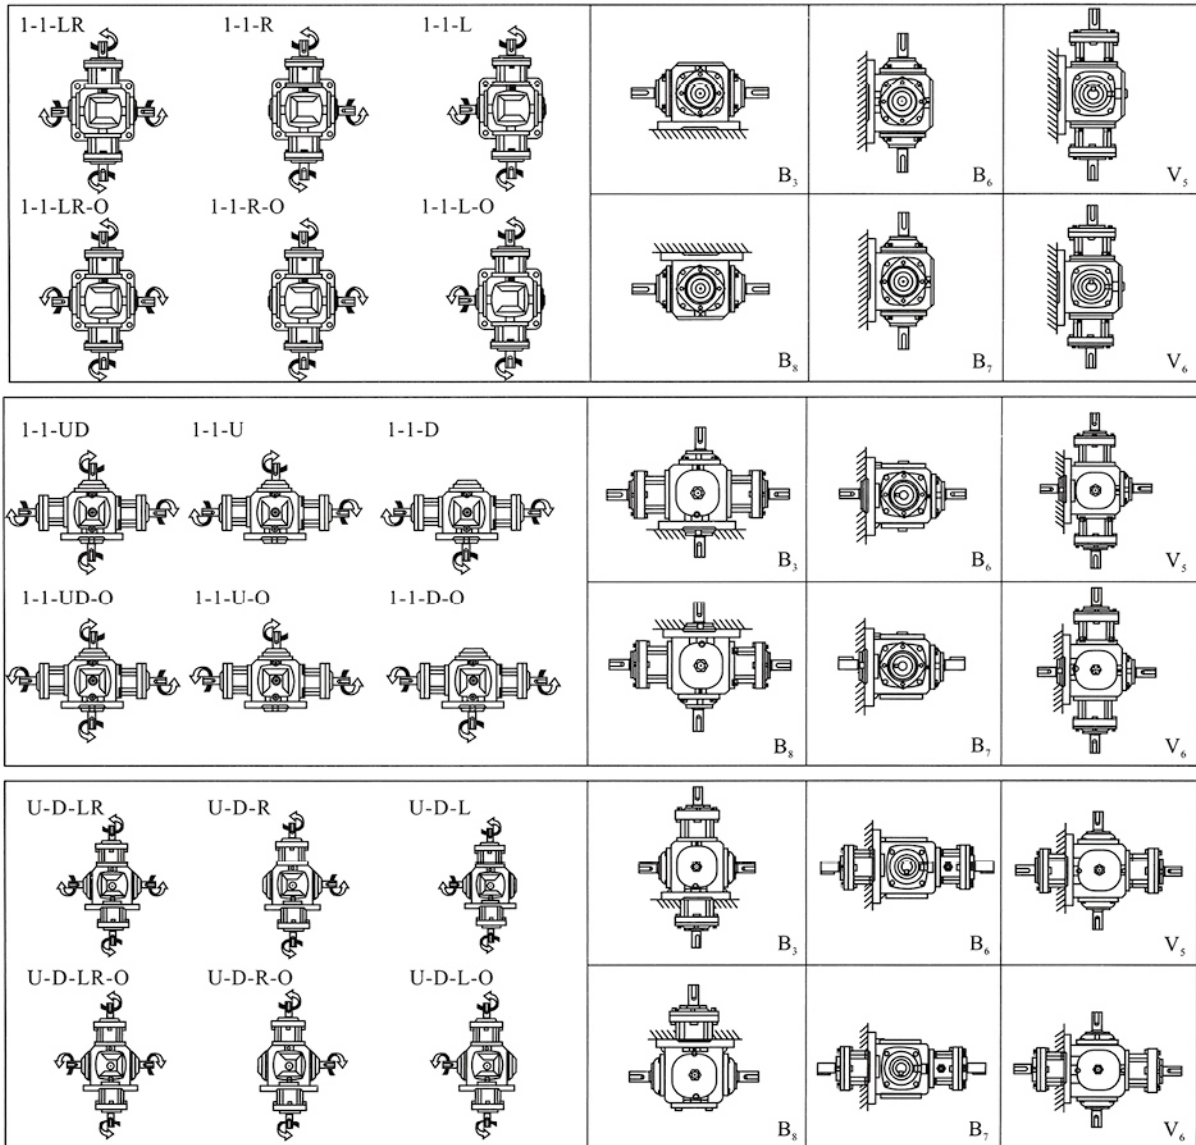 1-1-LR 1-1-R 1-1-L
B₃ B₆ V₅
1-1-LR-O 1-1-R-O 1-1-L-O
B₈ B₇ V₆
1-1-UD 1-1-U 1-1-D
B₃ B₆ V₅
1-1-UD-O 1-1-U-O 1-1-D-O
B₈ B₇ V₆
U-D-LR U-D-R U-D-L
B₃ B₆ V₅
U-D-LR-O U-D-R-O U-D-L-O
B₈ B₇ V₆